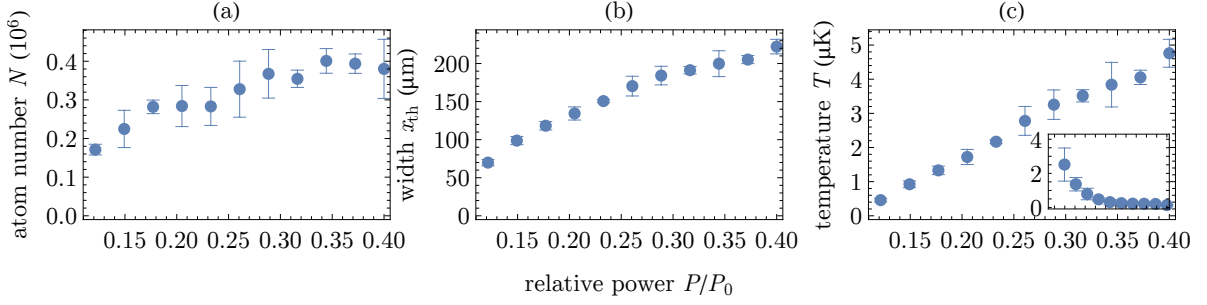 (a)
(b)
(c)
atom number N (10⁶)
0.4
0.3
0.2
0.1
0.0
0.15 0.20 0.25 0.30 0.35 0.40
width x_th (μm)
200
150
100
50
0
0.15 0.20 0.25 0.30 0.35 0.40
temperature T (μK)
5
4
3
2
1
0
4
2
0
0.15 0.20 0.25 0.30 0.35 0.40
relative power P/P₀